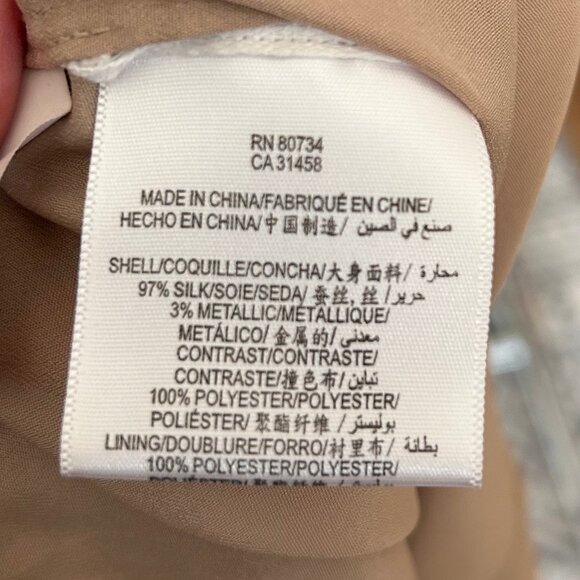 RN 80734
CA 31458
MADE IN CHINA/FABRIQUÉ EN CHINE/
HECHO EN CHINA/中国制造/ صنع في الصين
SHELL/COQUILLE/CONCHA/大身面料/ محارة
97% SILK/SOIE/SEDA/ 蚕丝, 丝 /حرير
3% METALLIC/METALLIQUE/
METÁLICO/ 金属的/ معدني
CONTRAST/CONTRASTE/
CONTRASTE/撞色布/ تباين
100% POLYESTER/POLYESTER/
POLIÉSTER/ 聚酯纤维 / بوليستر
LINING/DOUBLURE/FORRO/衬里布/ بطانة
100% POLYESTER/POLYESTER/